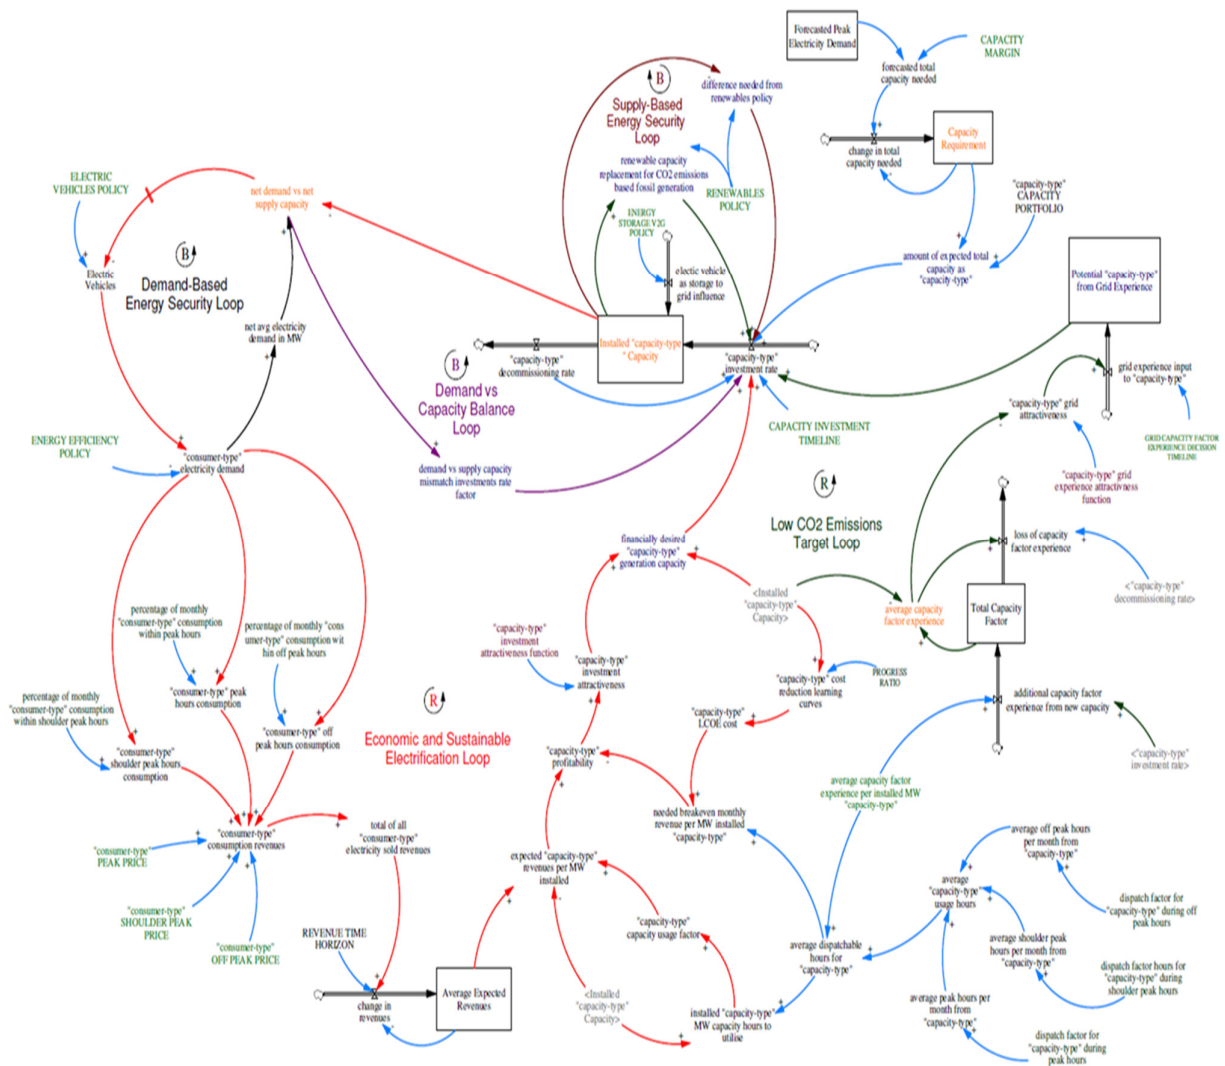 Forecasted Peak
Electricity Demand
CAPACITY
MARGIN
forecasted total
capacity needed
B
difference needed from
renewables policy
Supply-Based
Energy Security
Loop
Capacity
Requirement
change in total
capacity needed
renewable capacity
replacement for CO2 emissions
based fossil generation
RENEWABLES
POLICY
"capacity-type"
CAPACITY
PORTFOLIO
ELECTRIC
VEHICLES POLICY
net demand vs net
supply capacity
ENERGY
STORAGE V2G
POLICY
B
Demand-Based
Energy Security Loop
Electric
Vehicles
electic vehicle
as storage to
grid influence
amount of expected total
capacity as
"capacity-type"
Potential "capacity-type"
from Grid Experience
net avg electricity
demand in MW
Installed "capacity-type
" Capacity
"capacity-type"
decommissioning rate
"capacity-type"
investment rate
B
Demand vs
Capacity Balance
Loop
grid experience input
to "capacity-type"
"capacity-type" grid
attractiveness
CAPACITY INVESTMENT
TIMELINE
ENERGY EFFICIENCY
POLICY
"consumer-type"
electricity demand
GRID CAPACITY FACTOR
EXPERIENCE DECISION
TIMELINE
demand vs supply capacity
mismatch investments rate
factor
"capacity-type" grid
experience attractivness
function
R
Low CO2 Emissions
Target Loop
financially desired
"capacity-type"
generation capacity
loss of capacity
factor experience
<Installed
"capacity-type"
Capacity>
average capacity
factor experience
Total Capacity
Factor
<"capacity-type"
decommissioning rate>
percentage of monthly
"consumer-type" consumption
within peak hours
percentage of monthly "cons
umer-type" consumption wit
hin off peak hours
"capacity-type"
investment
attractiveness function
"capacity-type"
investment
attractiveness
"capacity-type" cost
reduction learning
curves
PROGRESS
RATIO
percentage of monthly
"consumer-type" consumption
within shoulder peak hours
"consumer-type" peak
hours consumption
R
Economic and Sustainable
Electrification Loop
"capacity-type"
LCOE cost
additional capacity factor
experience from new capacity
"consumer-type" off
peak hours consumption
"consumer-type"
shoulder peak hours
consumption
"capacity-type"
profitability
<"capacity-type"
investment rate>
average capacity factor
experience per installed MW
"capacity-type"
needed breakeven monthly
revenue per MW installed
"capacity-type"
"consumer-type"
consumption revenues
total of all
"consumer-type"
electricity sold revenues
"consumer-type"
PEAK PRICE
expected "capacity-type"
revenues per MW
installed
average off peak hours
per month from
"capacity-type"
average
"capacity-type"
usage hours
"consumer-type"
SHOULDER PEAK
PRICE
dispatch factor for
"capacity-type" during off
peak hours
"capacity-type"
capacity usage factor
REVENUE TIME
HORIZON
"consumer-type"
OFF PEAK PRICE
average dispatchable
hours for
"capacity-type"
average shoulder peak
hours per month from
"capacity-type"
dispatch factor hours for
"capacity-type" during
shoulder peak hours
change in
revenues
Average Expected
Revenues
<Installed
"capacity-type"
Capacity>
installed "capacity-type"
MW capacity hours to
utilise
average peak hours per
month from
"capacity-type"
dispatch factor for
"capacity-type" during
peak hours